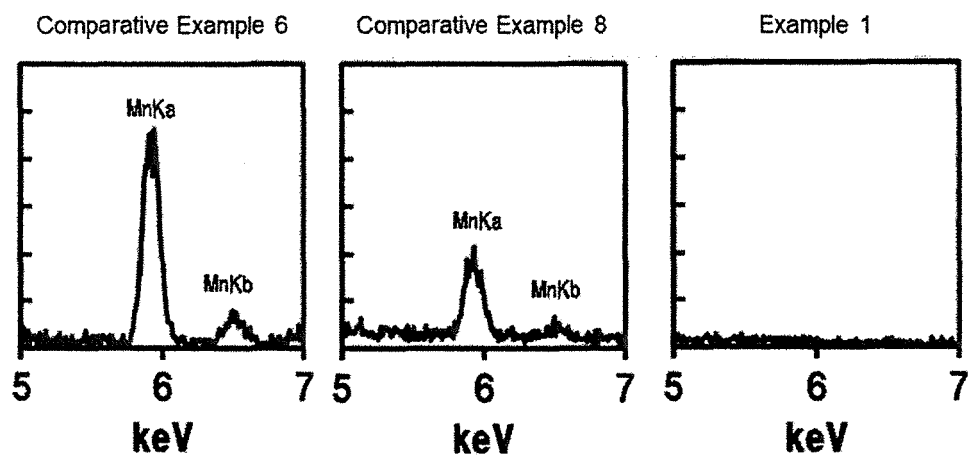 Comparative Example 6
Comparative Example 8
Example 1
MnKa
MnKb
MnKa
MnKb
5 6 7
5 6 7
5 6 7
keV
keV
keV